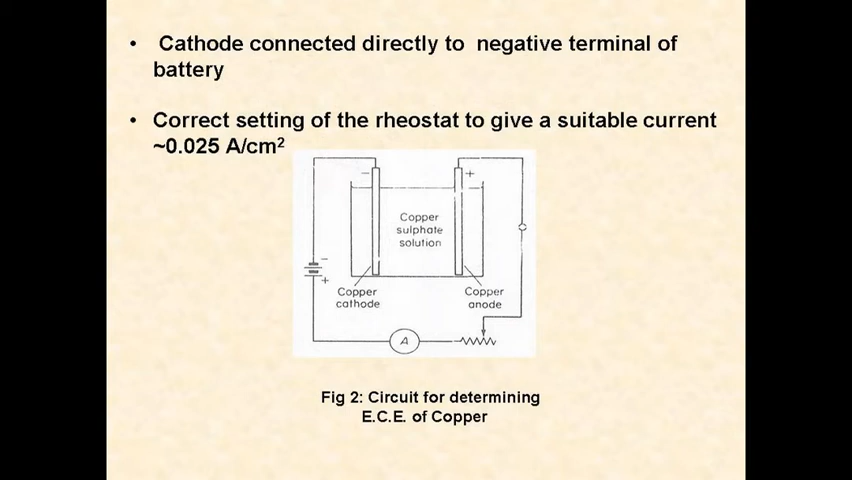 • Cathode connected directly to negative terminal of
battery
• Correct setting of the rheostat to give a suitable current
~0.025 A/cm²
− +
Copper
sulphate
solution
−
+
Copper
cathode
Copper
anode
A
Fig 2: Circuit for determining
E.C.E. of Copper